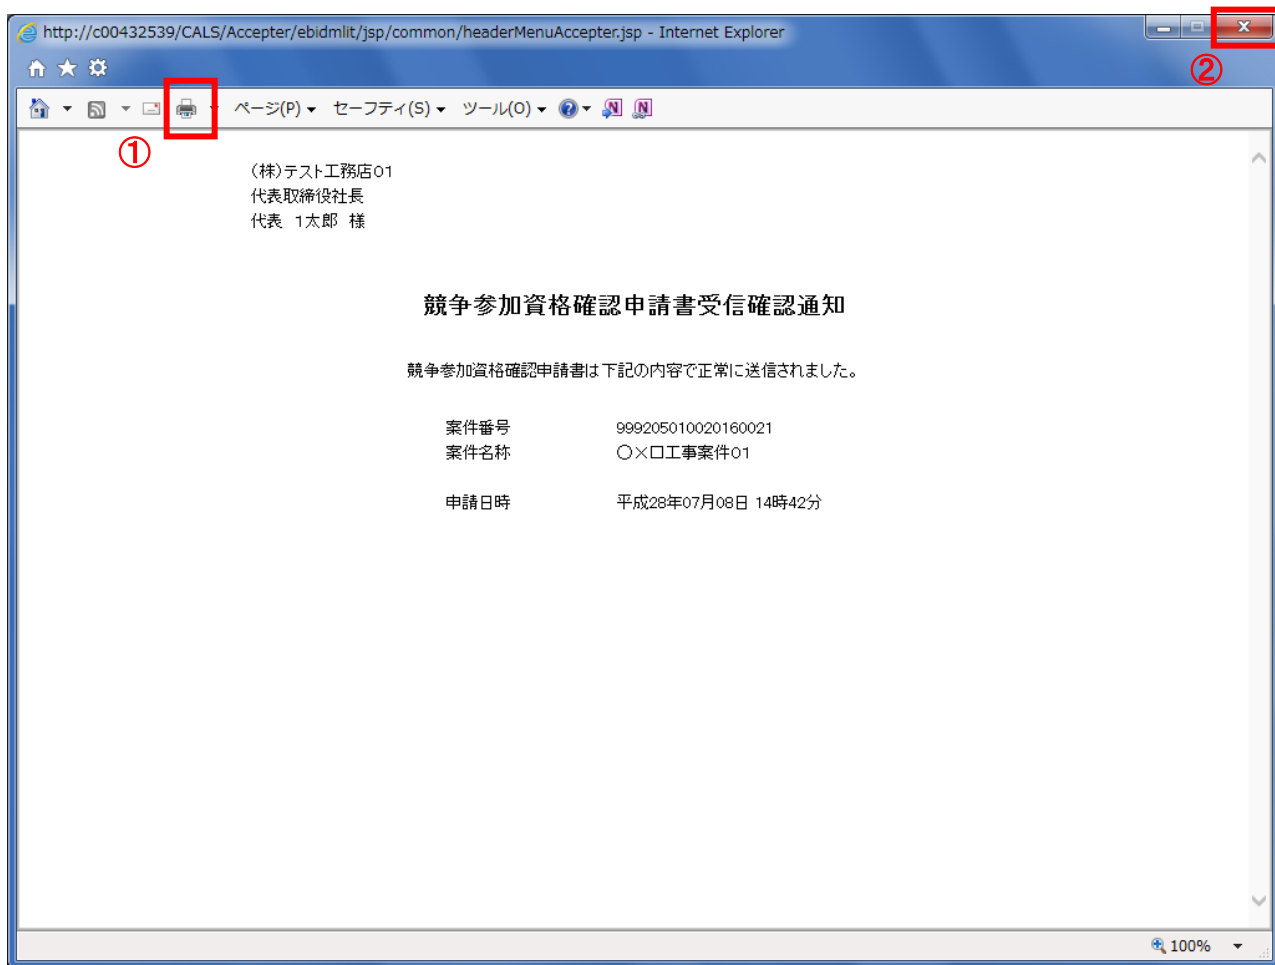 http://c00432539/CALS/Accepter/ebidmlit/jsp/common/headerMenuAccepter.jsp - Internet Explorer
②
ページ(P) セーフティ(S) ツール(O)
①
(株)テスト工務店01
代表取締役社長
代表 1太郎 様
競争参加資格確認申請書受信確認通知
競争参加資格確認申請書は下記の内容で正常に送信されました。
案件番号 999205010020160021
案件名称 〇×口工事案件01
申請日時 平成28年07月08日 14時42分
100%